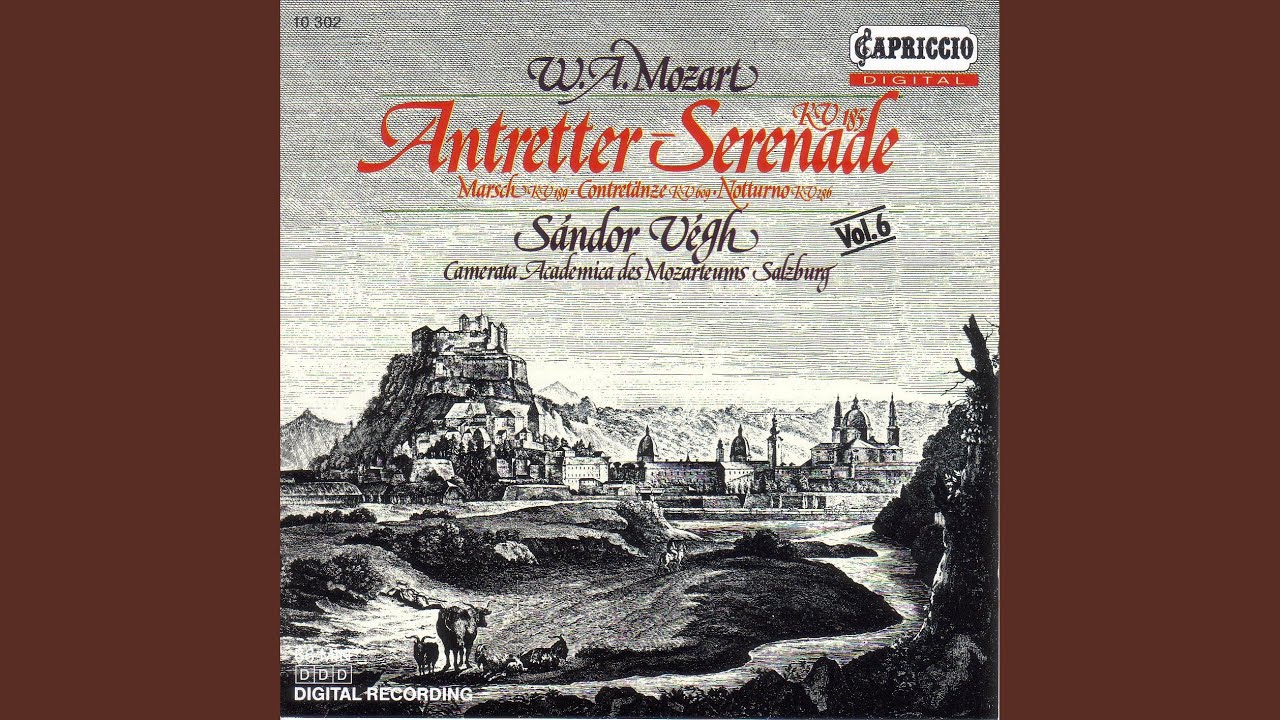 10 302
CAPRICCIO
DIGITAL
W.A.Mozart
KV 185
Antretter-Serenade
Marsch KV 189 · Contretänze KV 609 · Notturno KV 286
Sándor Végh
Vol.6
Camerata Academica des Mozarteums Salzburg
DDD
DIGITAL RECORDING